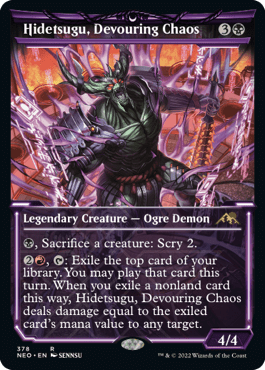 Hidetsugu, Devouring Chaos 3
Legendary Creature — Ogre Demon
, Sacrifice a creature: Scry 2.
2, : Exile the top card of your
library. You may play that card this
turn. When you exile a nonland card
this way, Hidetsugu, Devouring Chaos
deals damage equal to the exiled
card's mana value to any target.
4/4
378 R
NEO • EN SENNSU
™ & © 2022 Wizards of the Coast